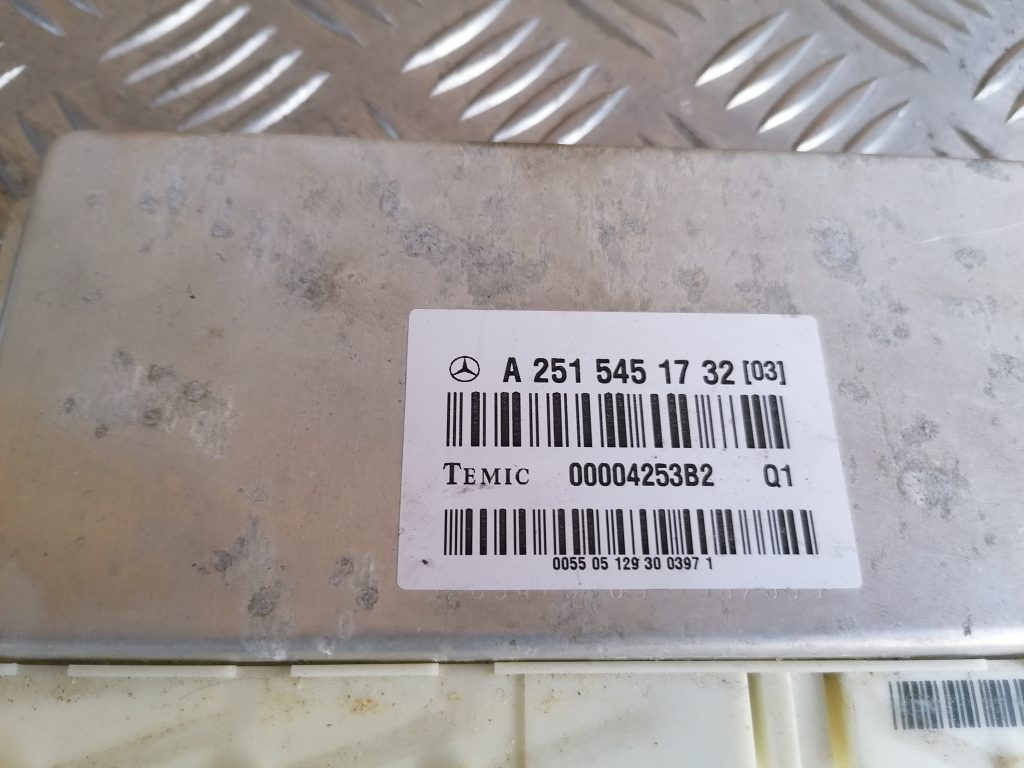 A 251 545 17 32 [03]
TEMIC 00004253B2 Q1
0055 05 129 30 0397 1